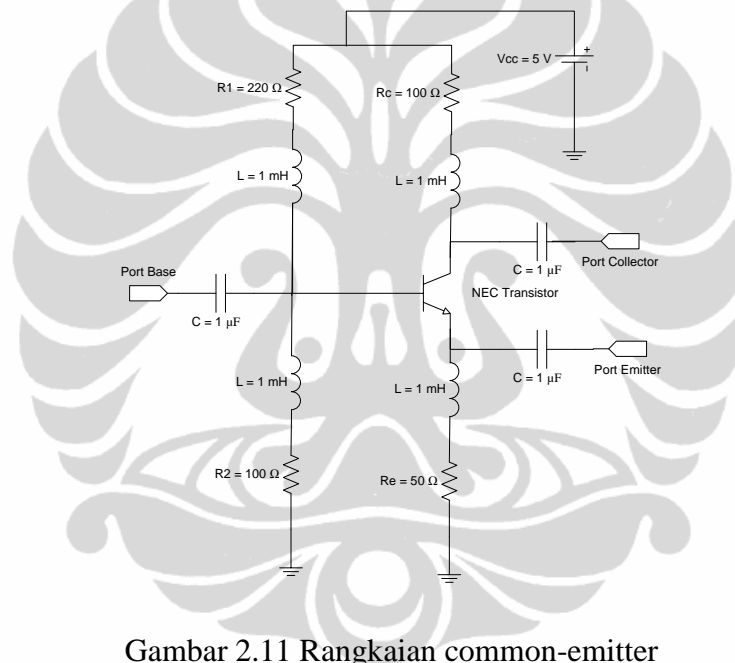 Vcc = 5 V
+
-
R1 = 220 Ω
Rc = 100 Ω
L = 1 mH
L = 1 mH
Port Base
C = 1 μF
NEC Transistor
Port Collector
C = 1 μF
L = 1 mH
L = 1 mH
C = 1 μF
Port Emitter
R2 = 100 Ω
Re = 50 Ω
Gambar 2.11 Rangkaian common-emitter